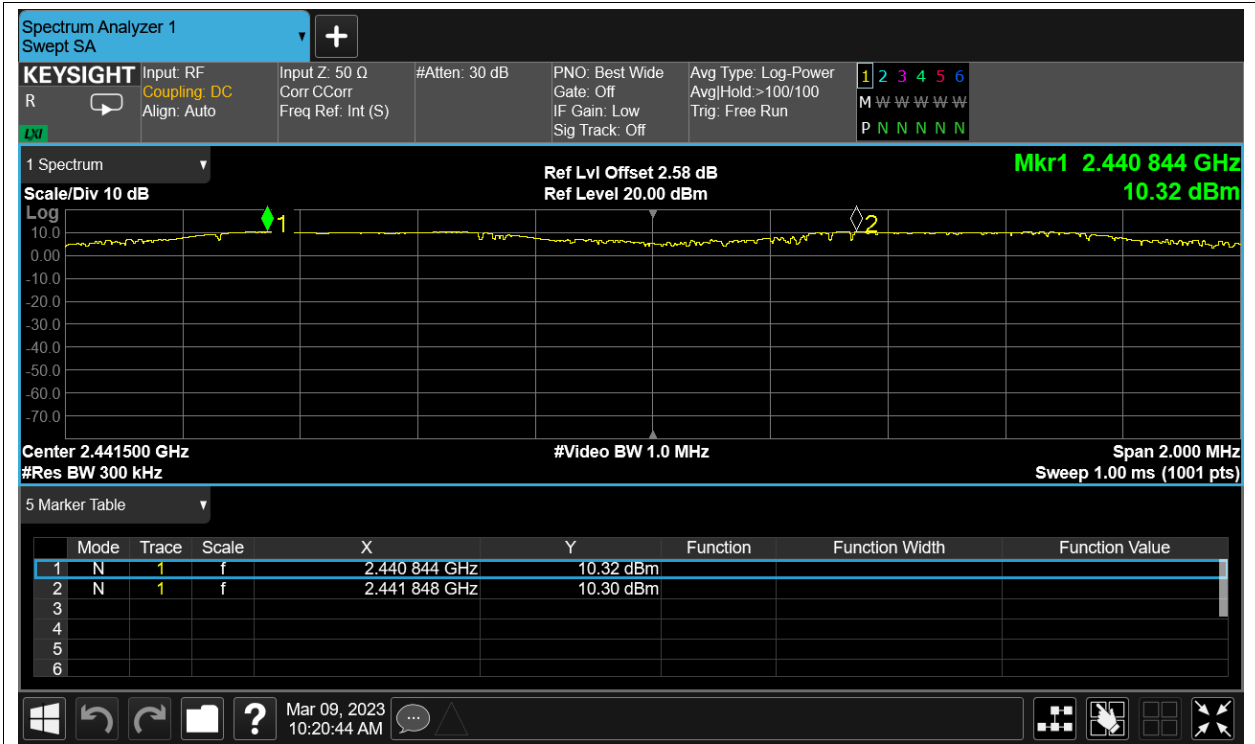 Spectrum Analyzer 1
Swept SA
KEYSIGHT
R
LXI
Input: RF
Coupling: DC
Align: Auto
Input Z: 50 Ω
Corr CCorr
Freq Ref: Int (S)
#Atten: 30 dB
PNO: Best Wide
Gate: Off
IF Gain: Low
Sig Track: Off
Avg Type: Log-Power
Avg|Hold:>100/100
Trig: Free Run
1 2 3 4 5 6
M W W W W W
P N N N N N
1 Spectrum
Scale/Div 10 dB
Ref Lvl Offset 2.58 dB
Ref Level 20.00 dBm
Mkr1 2.440 844 GHz
10.32 dBm
Log
1
2
10.0
0.00
-10.0
-20.0
-30.0
-40.0
-50.0
-60.0
-70.0
Center 2.441500 GHz
#Video BW 1.0 MHz
Span 2.000 MHz
#Res BW 300 kHz
Sweep 1.00 ms (1001 pts)
5 Marker Table
Mode Trace Scale X Y Function Function Width Function Value
1 N 1 f 2.440 844 GHz 10.32 dBm
2 N 1 f 2.441 848 GHz 10.30 dBm
3
4
5
6
?
Mar 09, 2023
10:20:44 AM